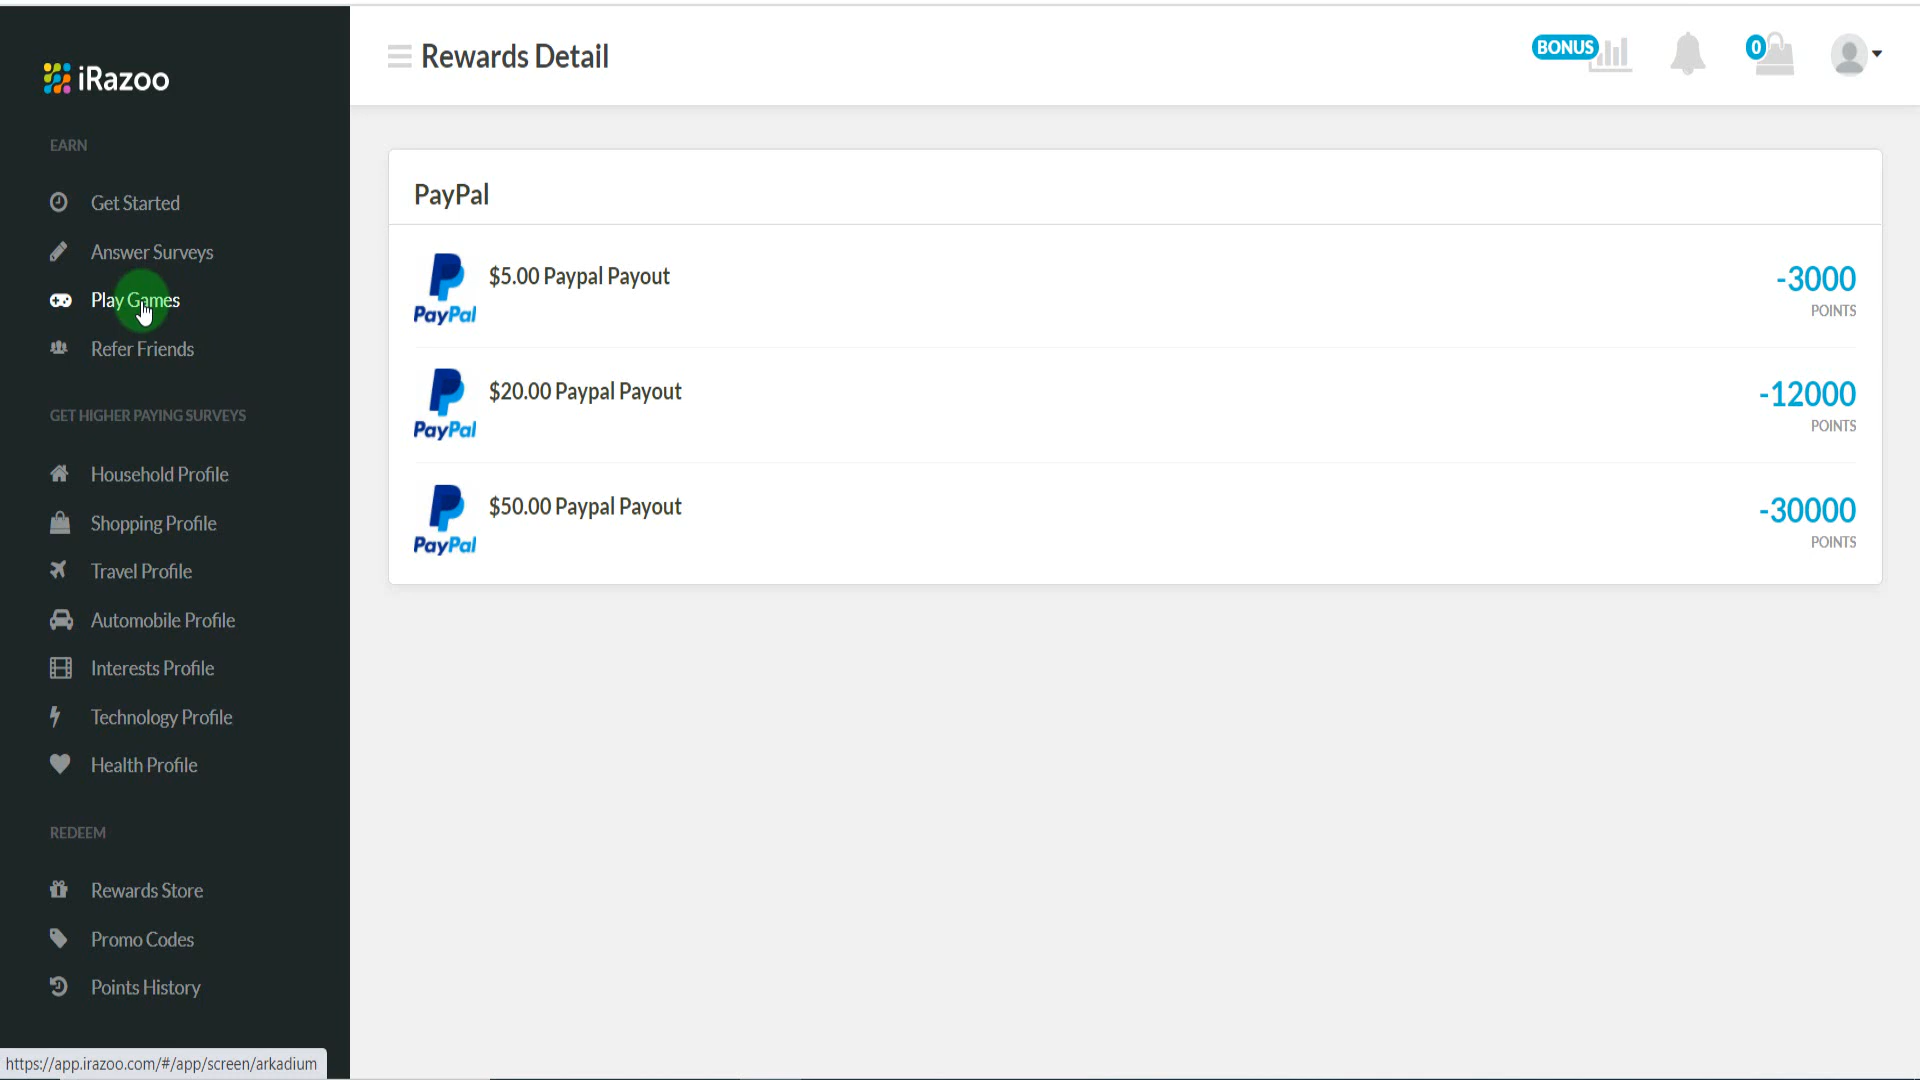 iRazoo
EARN
Get Started
Answer Surveys
Play Games
Refer Friends
GET HIGHER PAYING SURVEYS
Household Profile
Shopping Profile
Travel Profile
Automobile Profile
Interests Profile
Technology Profile
Health Profile
REDEEM
Rewards Store
Promo Codes
Points History
https://app.irazoo.com/#/app/screen/arkadium
Rewards Detail
BONUS
0
PayPal
PayPal
$5.00 Paypal Payout
-3000
POINTS
PayPal
$20.00 Paypal Payout
-12000
POINTS
PayPal
$50.00 Paypal Payout
-30000
POINTS